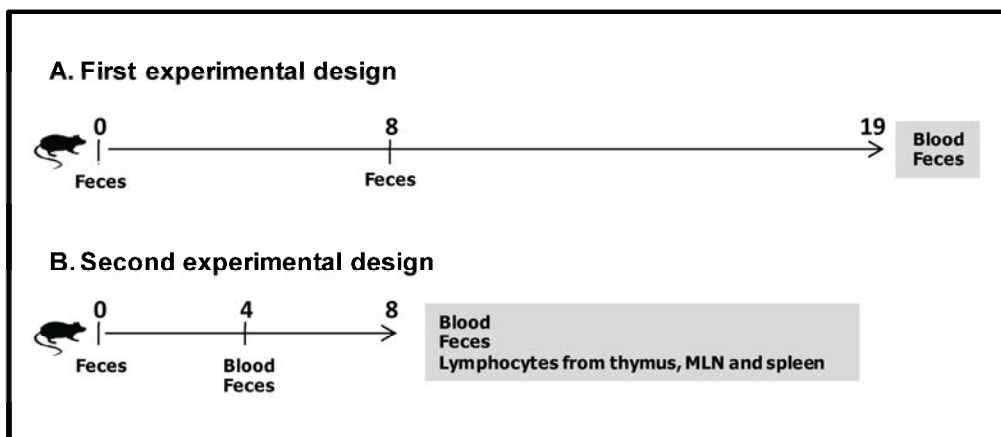 A. First experimental design
0 8 19
Feces
Feces
Blood
Feces
B. Second experimental design
0 4 8
Feces
Blood
Feces
Blood
Feces
Lymphocytes from thymus, MLN and spleen